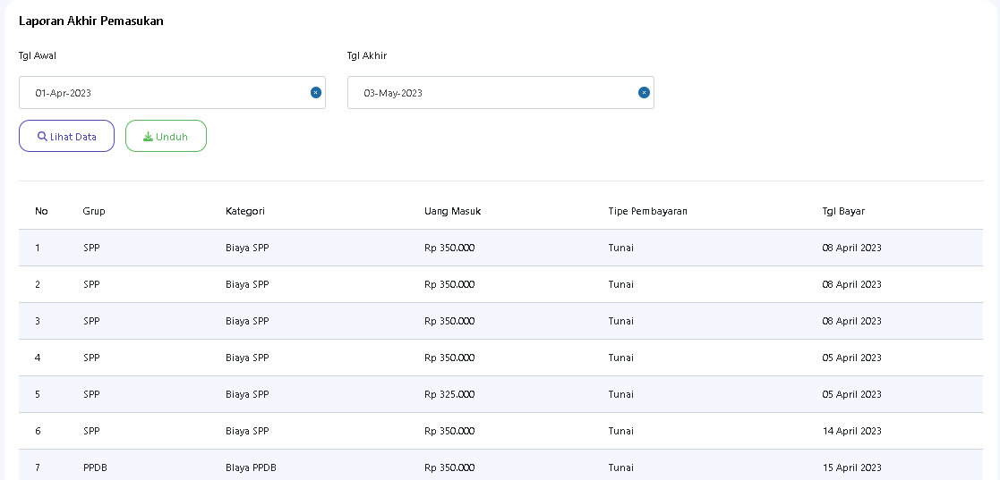 Laporan Akhir Pemasukan
Tgl Awal Tgl Akhir
01-Apr-2023 03-May-2023
Lihat Data Unduh
No Grup Kategori Uang Masuk Tipe Pembayaran Tgl Bayar
1 SPP Biaya SPP Rp 350.000 Tunai 08 April 2023
2 SPP Biaya SPP Rp 350.000 Tunai 08 April 2023
3 SPP Biaya SPP Rp 350.000 Tunai 08 April 2023
4 SPP Biaya SPP Rp 350.000 Tunai 05 April 2023
5 SPP Biaya SPP Rp 325.000 Tunai 05 April 2023
6 SPP Biaya SPP Rp 350.000 Tunai 14 April 2023
7 PPDB BIaya PPDB Rp 350.000 Tunai 15 April 2023